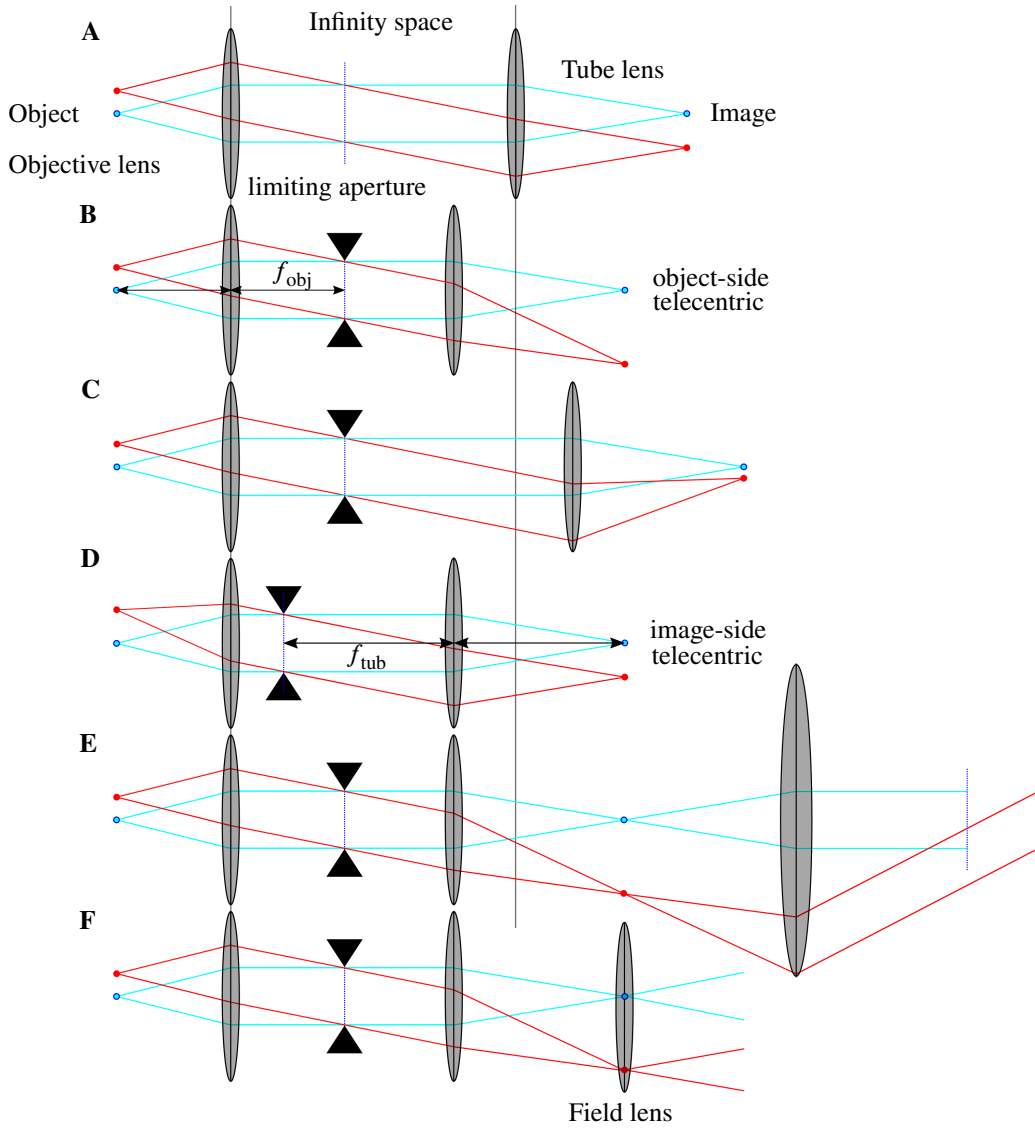 A
Infinity space
Tube lens
Object
Image
Objective lens
limiting aperture
B
f_obj
object-side
telecentric
C
D
f_tub
image-side
telecentric
E
F
Field lens